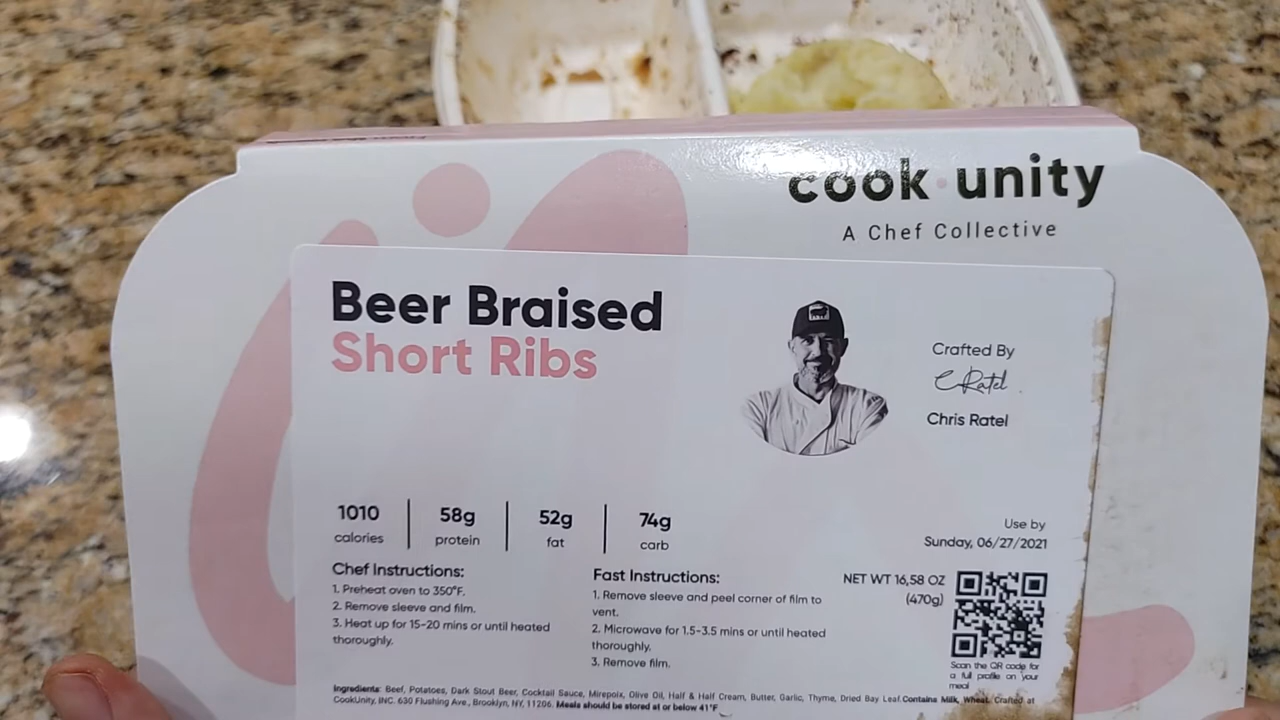 cook unity
A Chef Collective
Beer Braised
Short Ribs
Crafted By
CRatel
Chris Ratel
1010
calories
58g
protein
52g
fat
74g
carb
Use by
Sunday, 06/27/2021
Chef Instructions:
1. Preheat oven to 350°F.
2. Remove sleeve and film.
3. Heat up for 15-20 mins or until heated
thoroughly.
Fast Instructions:
1. Remove sleeve and peel corner of film to
vent.
2. Microwave for 1.5-3.5 mins or until heated
thoroughly.
3. Remove film.
NET WT 16,58 OZ
(470g)
Scan the QR code for
a full profile on your
meal
Ingredients: Beef, Potatoes, Dark Stout Beer, Cocktail Sauce, Mirepoix, Olive Oil, Half & Half Cream, Butter, Garlic, Thyme, Dried Bay Leaf.Contains Milk, Wheat. Crafted at
CookUnity, INC. 630 Flushing Ave., Brooklyn, NY, 11206. Meals should be stored at or below 41°F